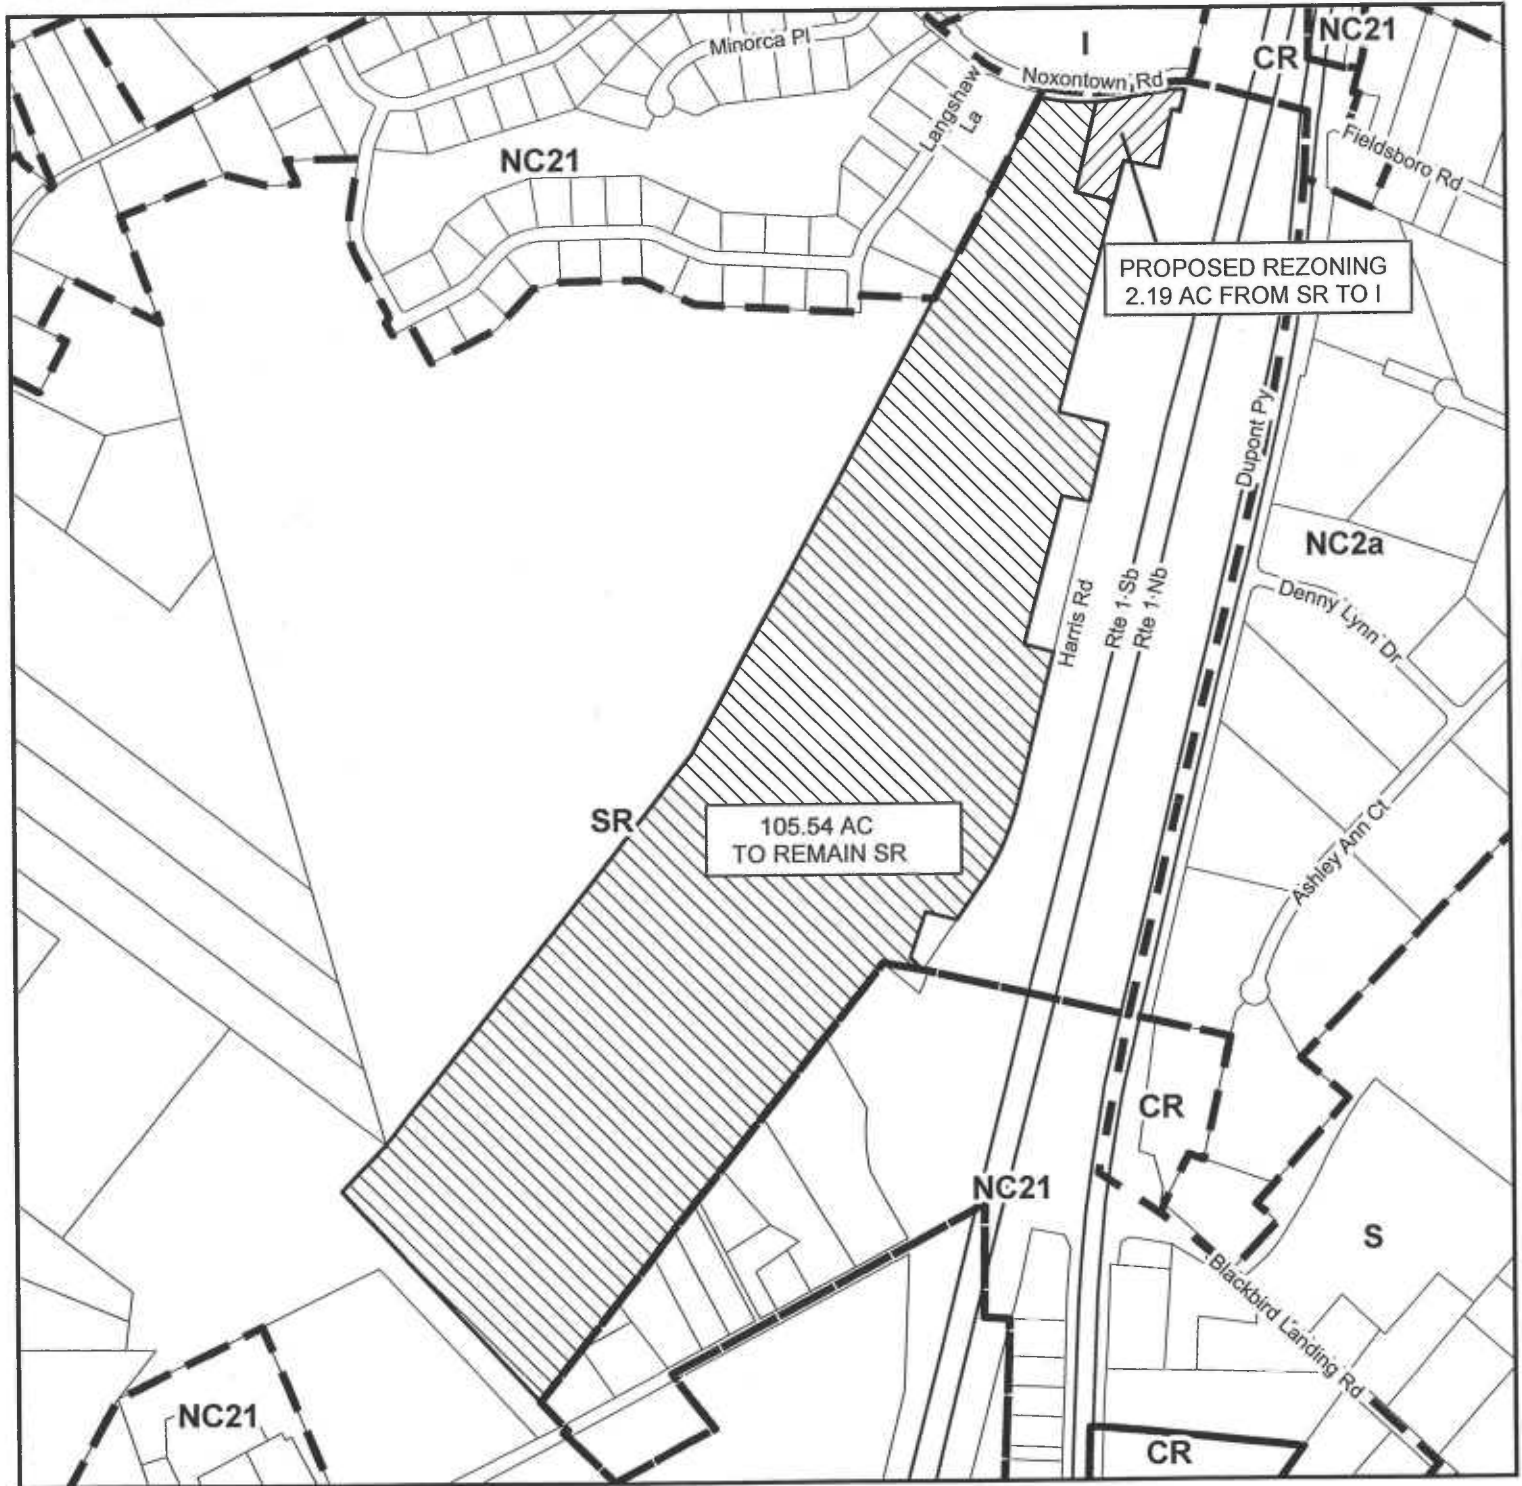 Minorca Pl
I
NC21
CR
Noxontown Rd
Langshaw
La
NC21
Fieldsboro Rd
PROPOSED REZONING
2.19 AC FROM SR TO I
Dupont Py
NC2a
Denny Lynn Dr
Harris Rd
Rte 1 Sb
Rte 1 Nb
SR
105.54 AC
TO REMAIN SR
Ashley Ann Ct
CR
NC21
S
Blackbird Landing Rd
NC21
CR